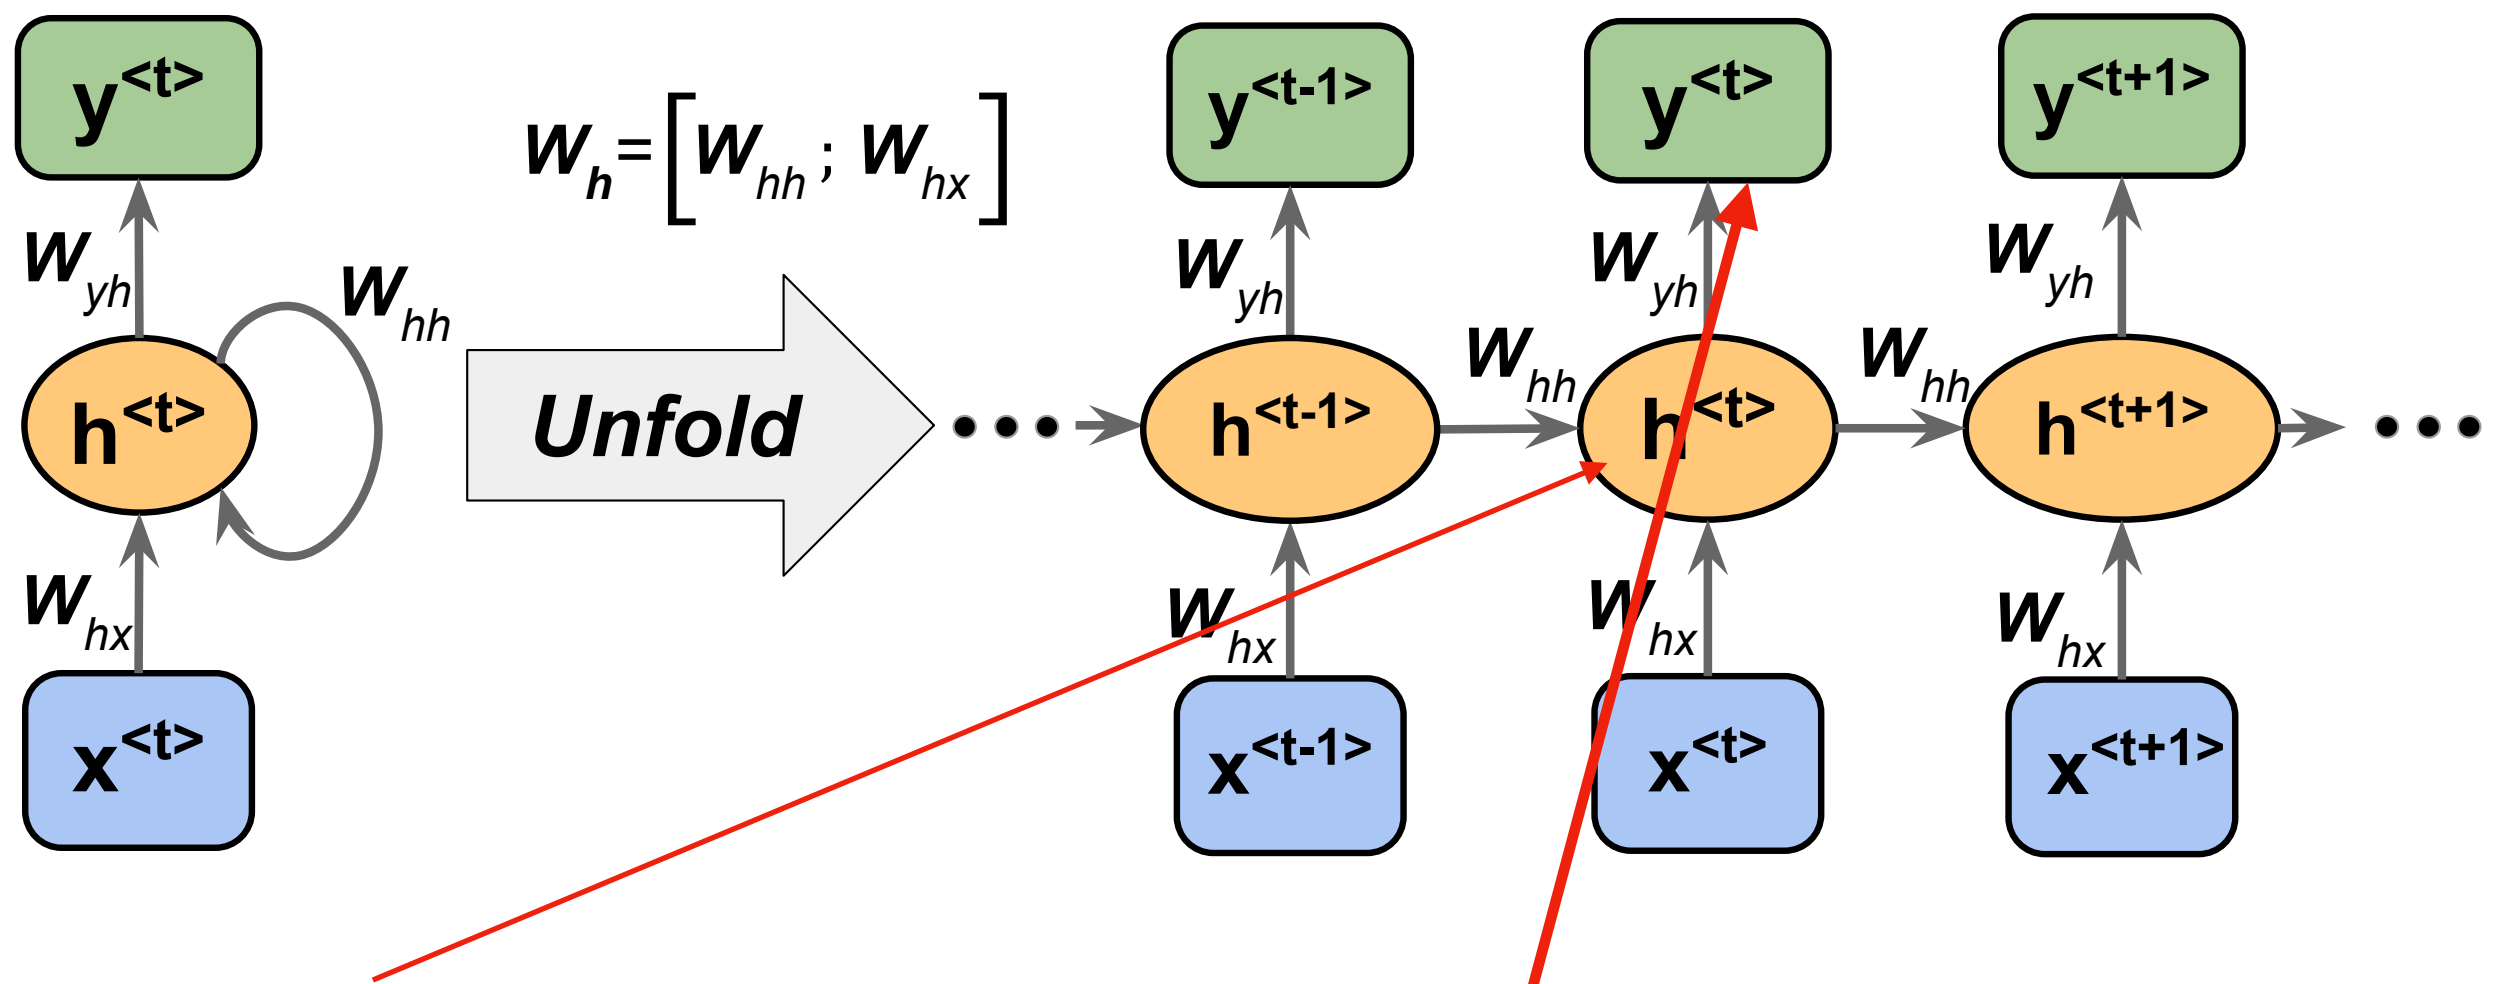 y<t>
W_h=[W_hh ; W_hx]
y<t-1>
y<t>
y<t+1>
W_yh
W_hh
W_yh
W_yh
W_yh
W_hh
W_hh
h<t>
Unfold
h<t-1>
h<t>
h<t+1>
W_hx
W_hx
W_hx
W_hx
x<t>
x<t-1>
x<t>
x<t+1>